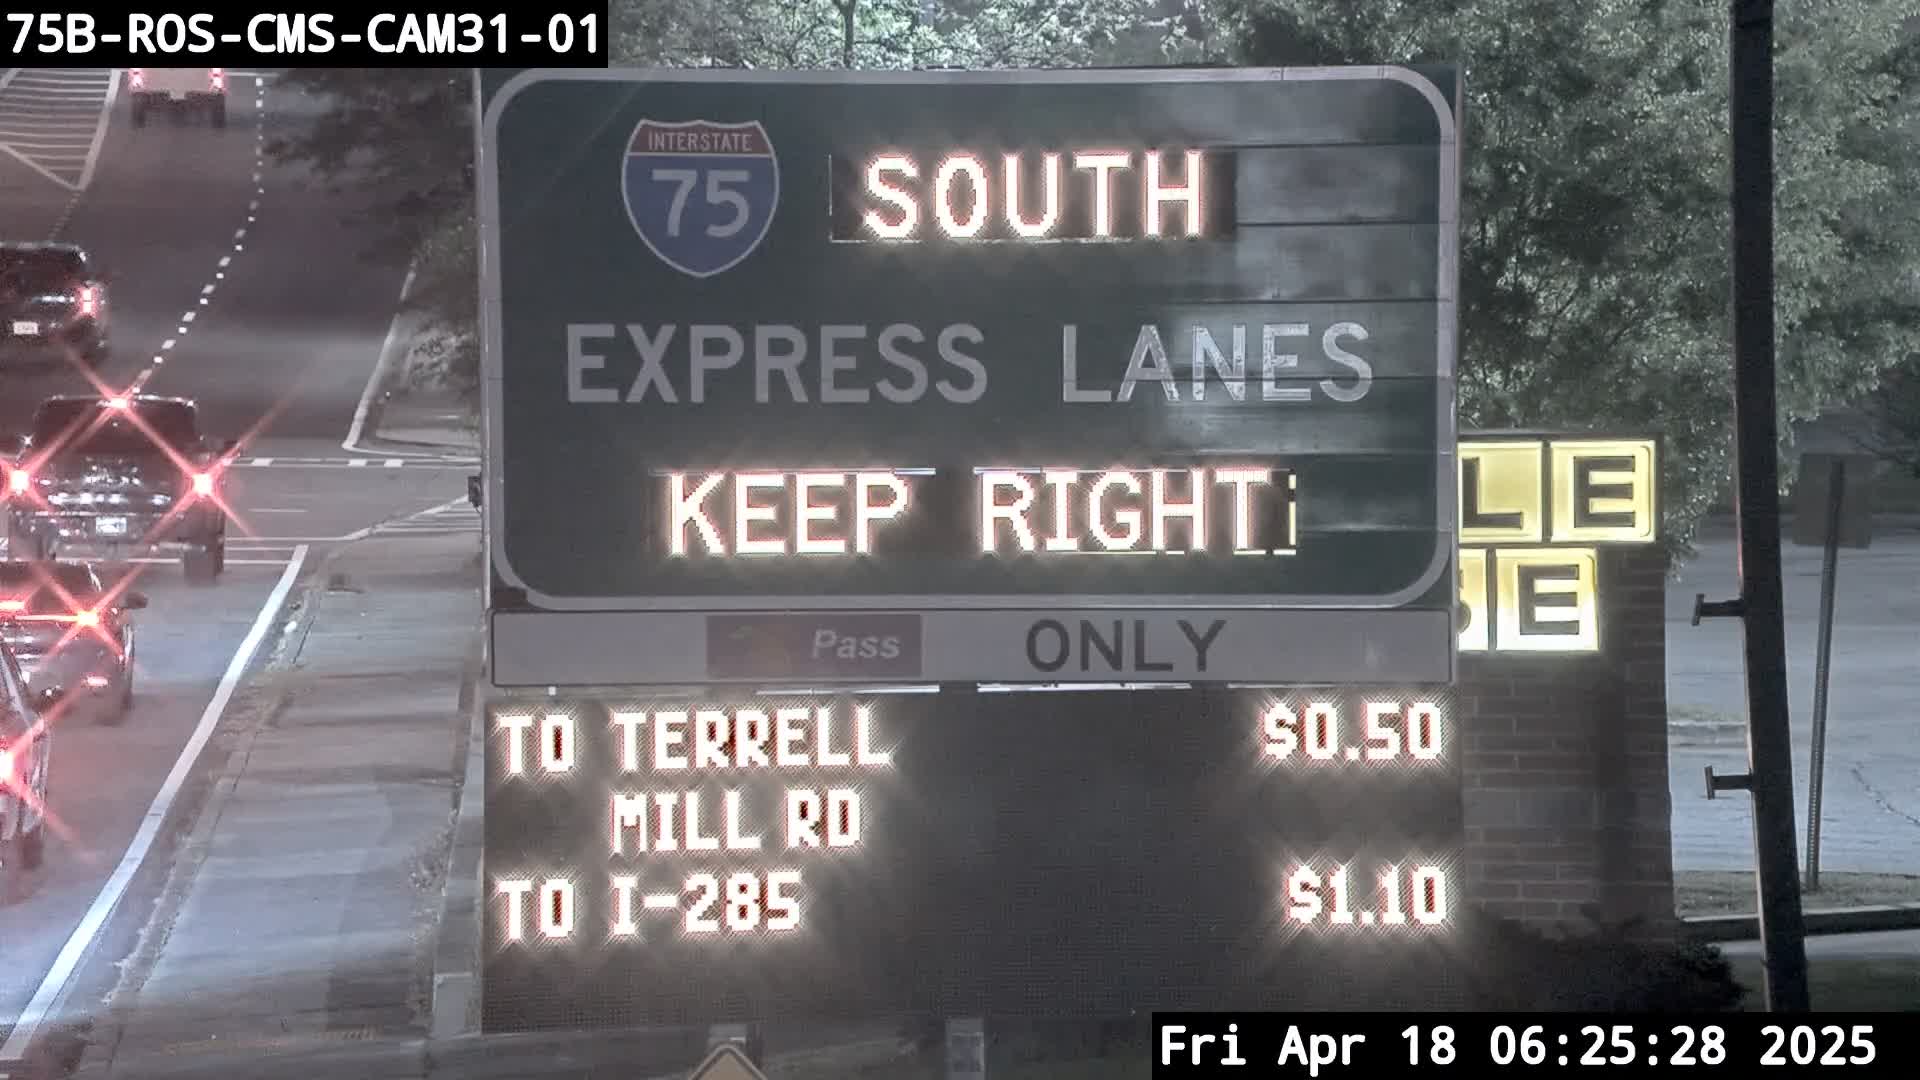 75B-ROS-CMS-CAM31-01
INTERSTATE
75
SOUTH
EXPRESS LANES
KEEP RIGHT
Pass ONLY
TO TERRELL $0.50
MILL RD
TO I-285 $1.10
LE
E
Fri Apr 18 06:25:28 2025